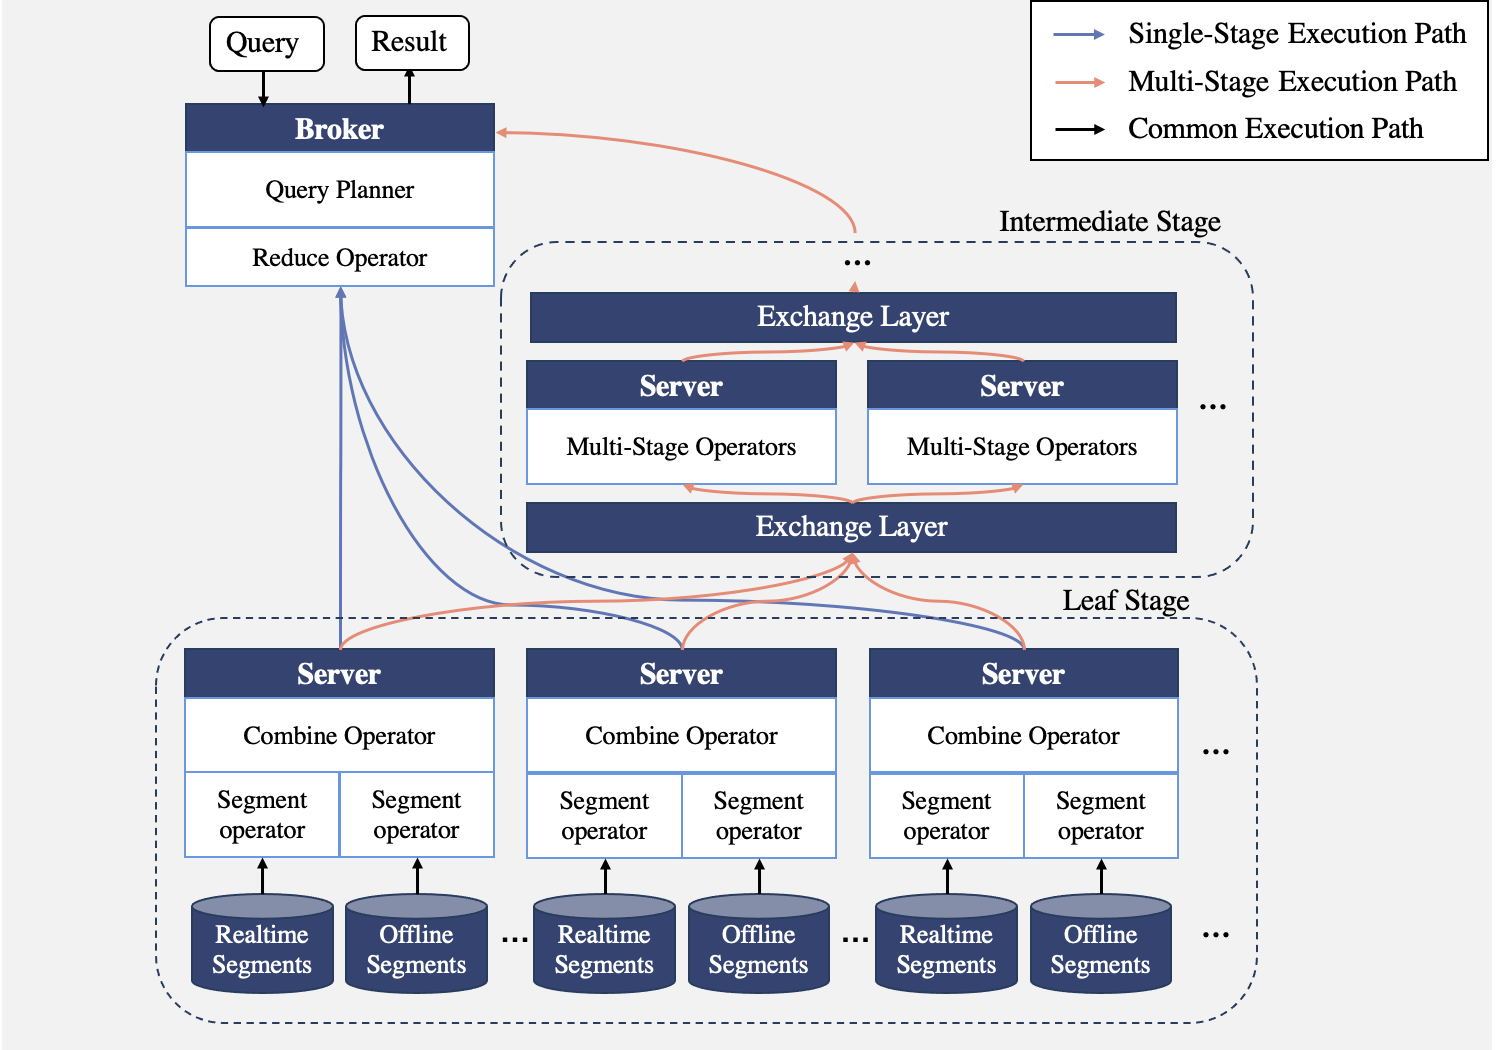 Query
Result
Single-Stage Execution Path
Multi-Stage Execution Path
Common Execution Path
Broker
Query Planner
Reduce Operator
Intermediate Stage
...
Exchange Layer
Server
Multi-Stage Operators
Server
Multi-Stage Operators
...
Exchange Layer
Leaf Stage
Server
Combine Operator
Segment
operator
Segment
operator
Server
Combine Operator
Segment
operator
Segment
operator
Server
Combine Operator
Segment
operator
Segment
operator
...
Realtime
Segments
Offline
Segments
...
Realtime
Segments
Offline
Segments
...
Realtime
Segments
Offline
Segments
...